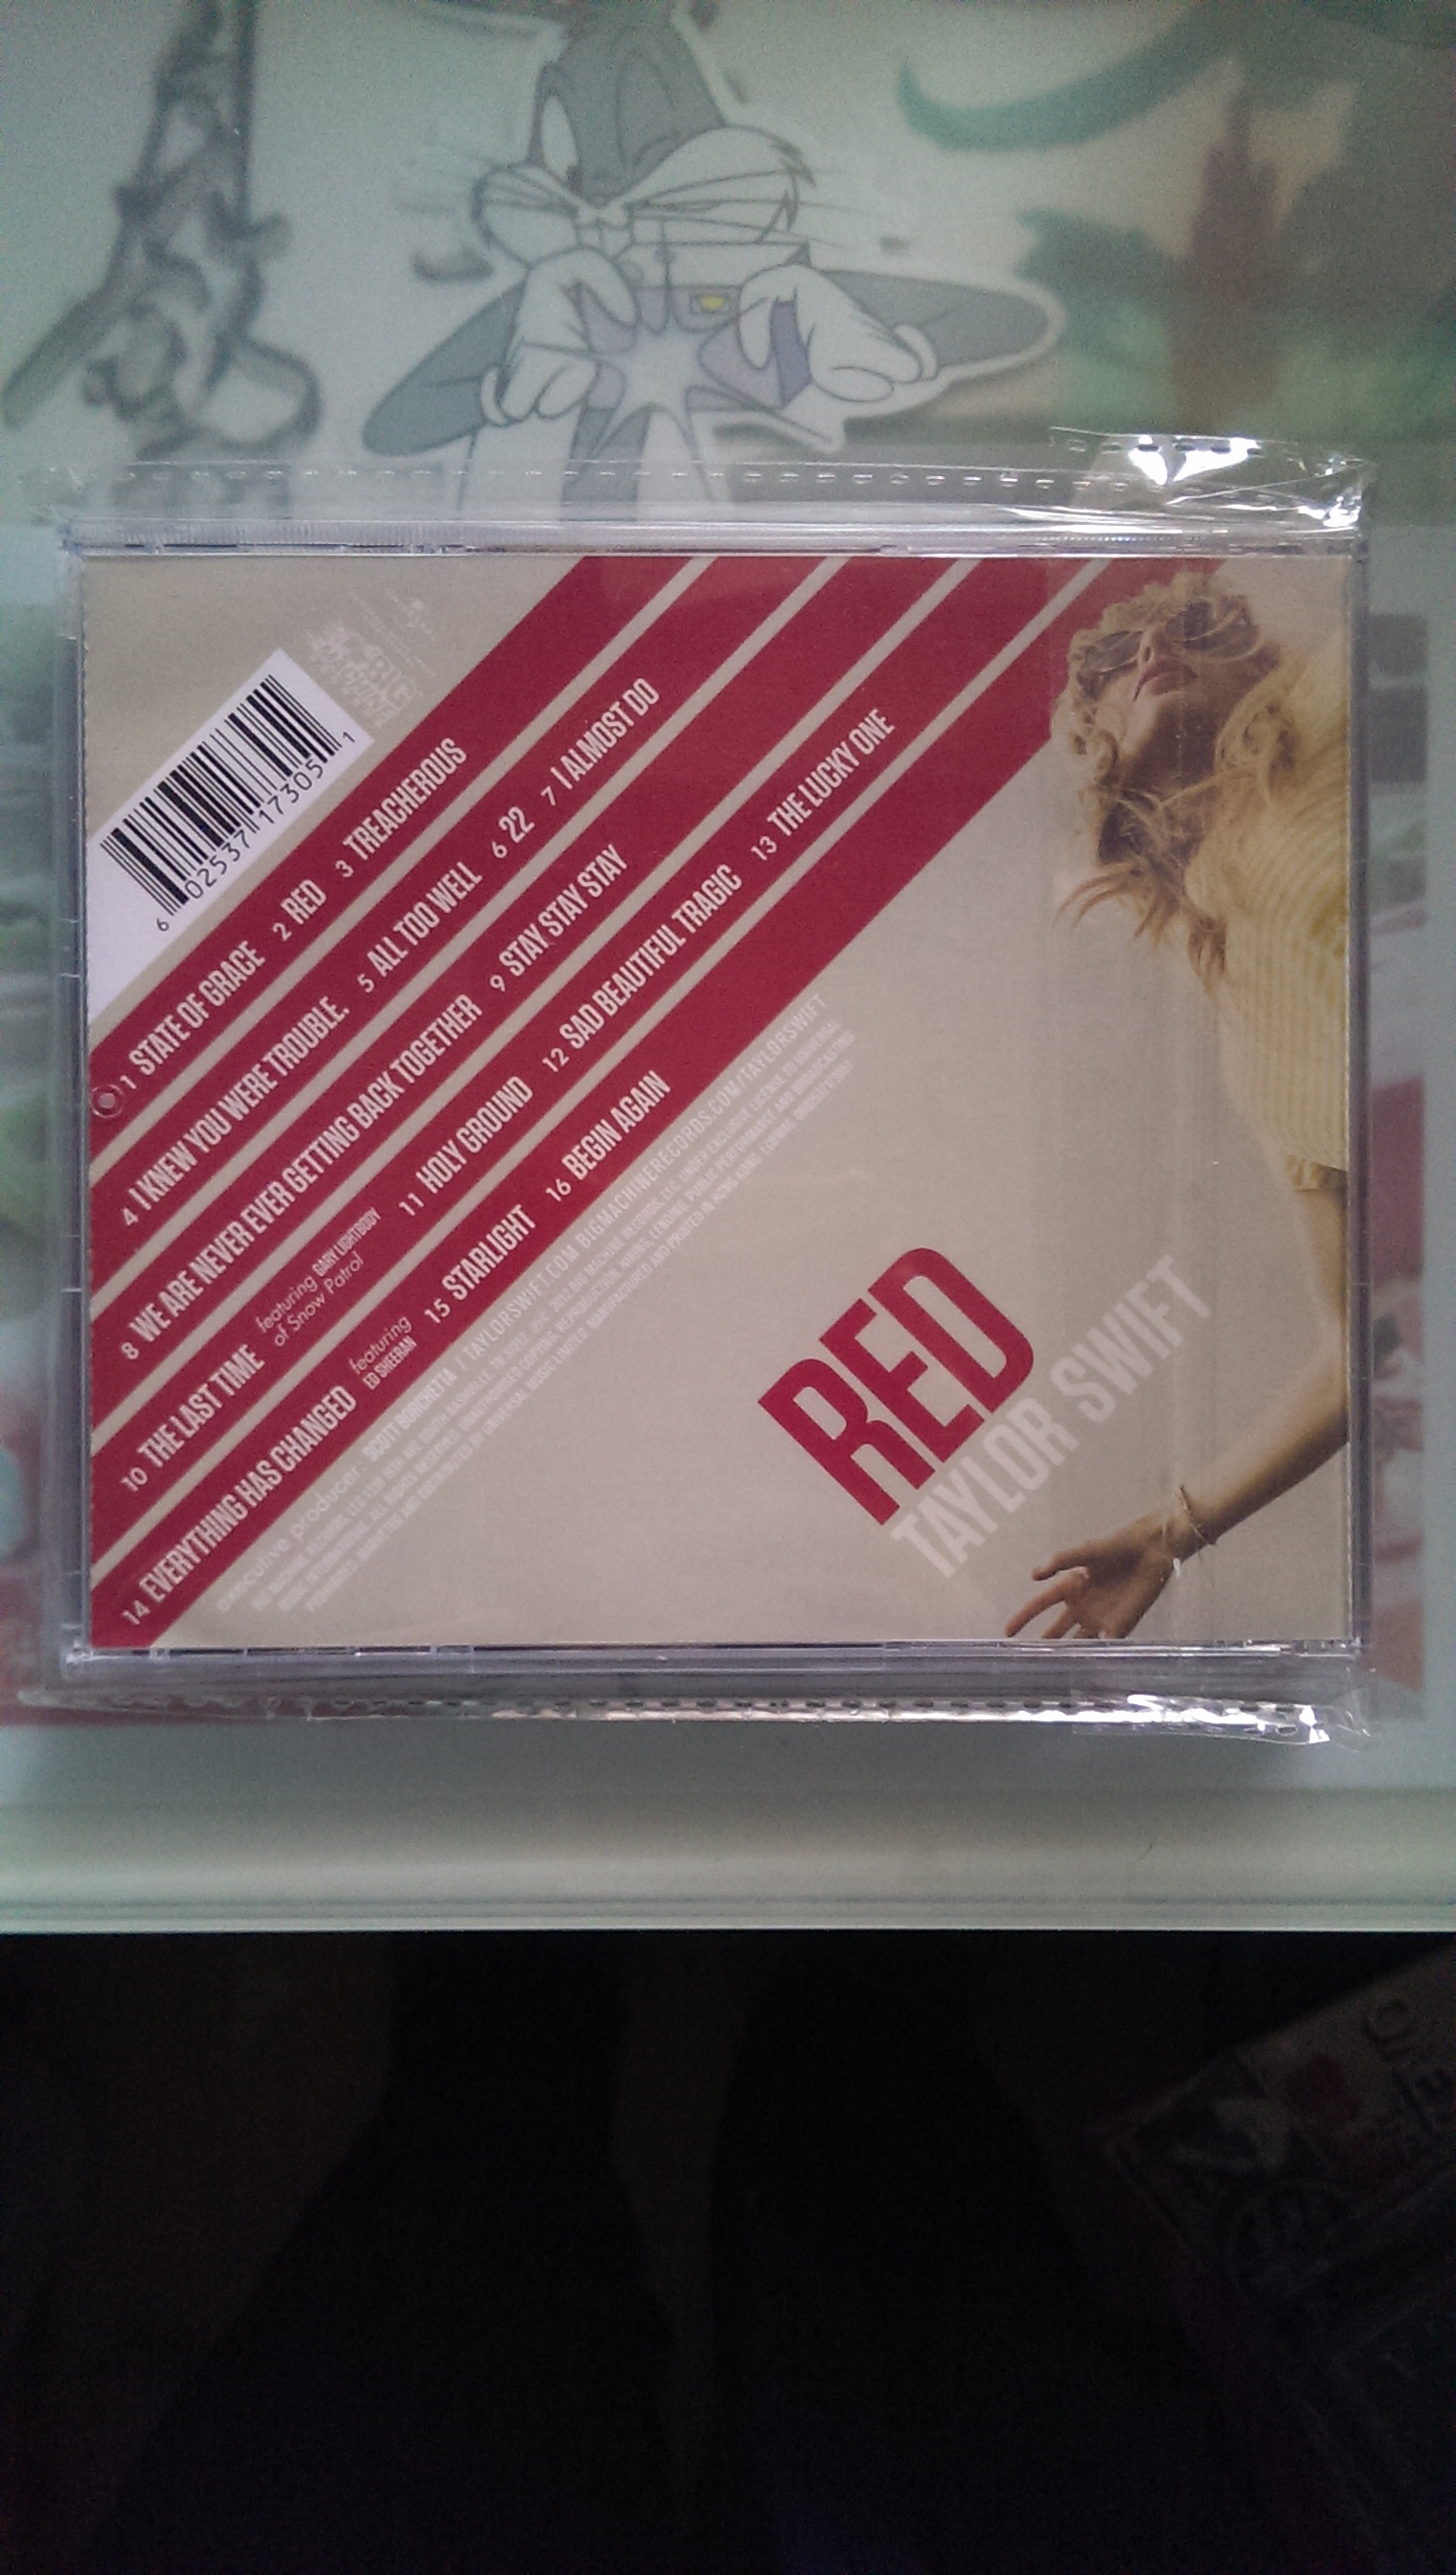 BIG MACHINE
6 02537 17305 1
1 STATE OF GRACE 2 RED 3 TREACHEROUS
4 I KNEW YOU WERE TROUBLE. 5 ALL TOO WELL 6 22 7 I ALMOST DO
8 WE ARE NEVER EVER GETTING BACK TOGETHER 9 STAY STAY STAY
10 THE LAST TIME featuring GARY LIGHTBODY
of Snow Patrol
11 HOLY GROUND 12 SAD BEAUTIFUL TRAGIC 13 THE LUCKY ONE
14 EVERYTHING HAS CHANGED featuring
ED SHEERAN
15 STARLIGHT 16 BEGIN AGAIN
executive producer: SCOTT BORCHETTA / TAYLORSWIFT.COM BIGMACHINERECORDS.COM/TAYLORSWIFT
RED
TAYLOR SWIFT